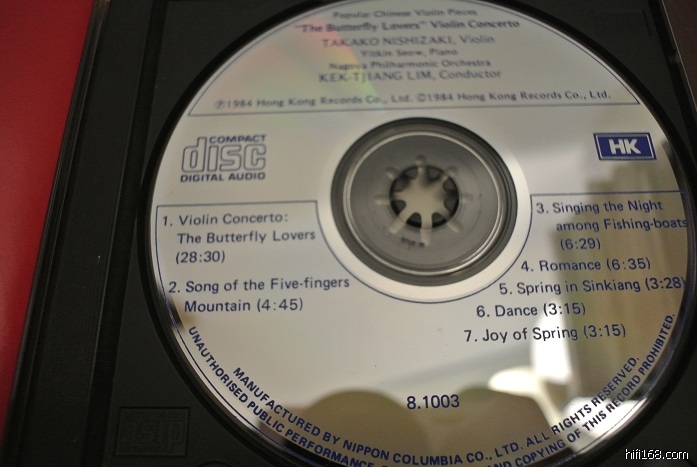 Popular Chinese Violin Pieces
"The Butterfly Lovers" Violin Concerto
TAKAKO NISHIZAKI, Violin
Piano
Nagoya Philharmonic Orchestra
KEK-TJIANG LIM, Conductor
℗1984 Hong Kong Records Co., Ltd. ©1984 Hong Kong Records Co., Ltd.
COMPACT
disc
DIGITAL AUDIO
HK
1. Violin Concerto:
The Butterfly Lovers
(28:30)
2. Song of the Five-fingers
Mountain (4:45)
3. Singing the Night
among Fishing-boats
(6:29)
4. Romance (6:35)
5. Spring in Sinkiang (3:28)
6. Dance (3:15)
7. Joy of Spring (3:15)
8.1003
MANUFACTURED BY NIPPON COLUMBIA CO., LTD. ALL RIGHTS RESERVED.
UNAUTHORISED PUBLIC PERFORMANCE, AND COPYING OF THIS RECORD PROHIBITED.
hifi168.com